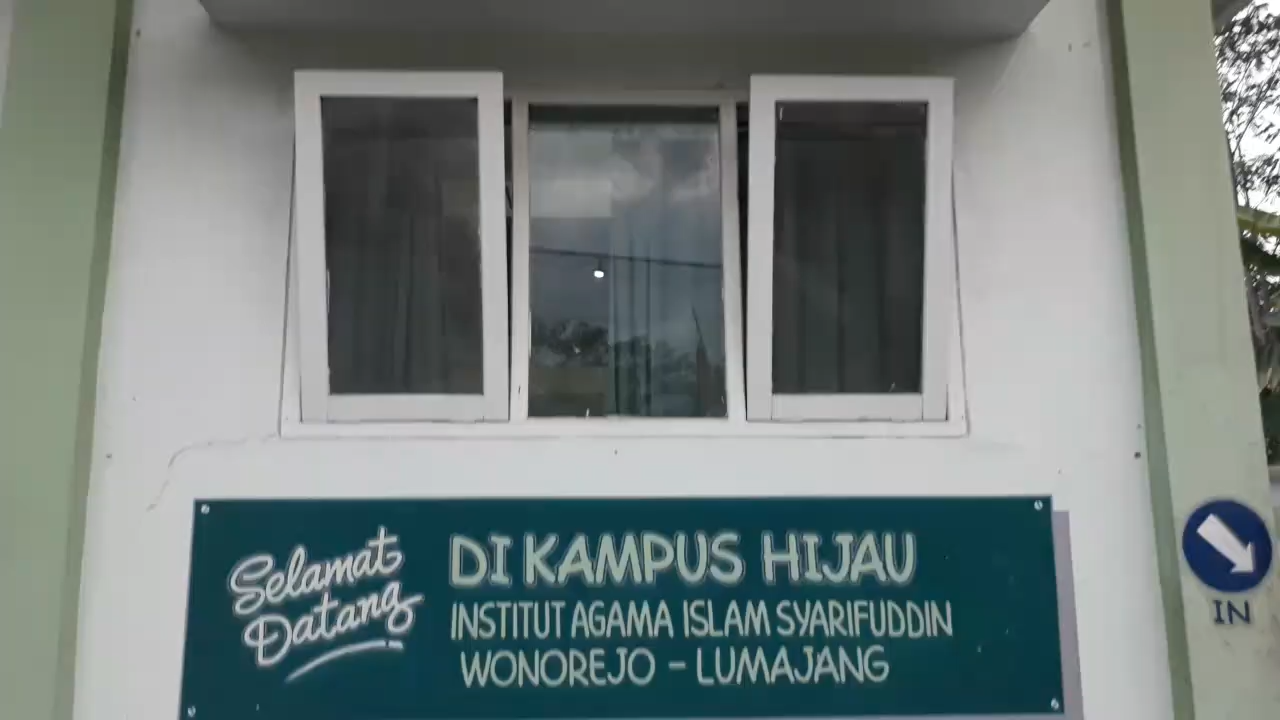 Selamat
Datang
DI KAMPUS HIJAU
INSTITUT AGAMA ISLAM SYARIFUDDIN
WONOREJO - LUMAJANG
IN